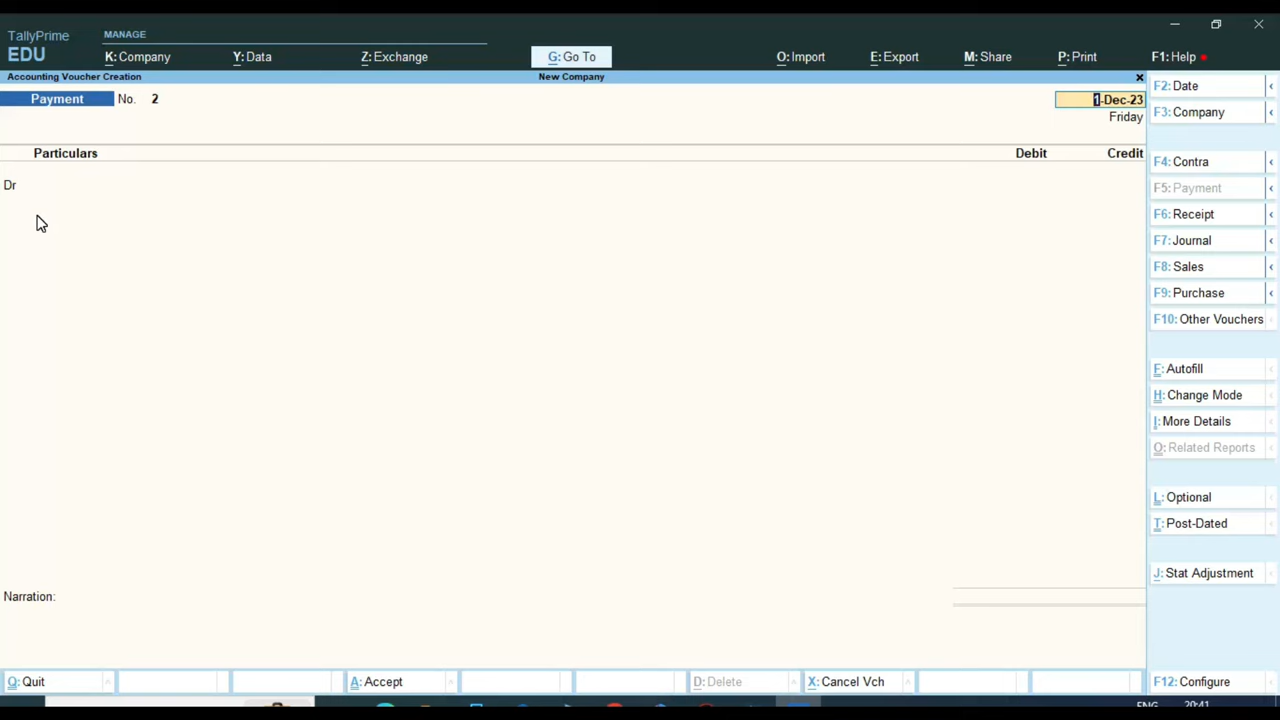 TallyPrime
EDU
MANAGE
K: Company
Y: Data
Z: Exchange
G: Go To
O: Import
E: Export
M: Share
P: Print
F1: Help
Accounting Voucher Creation
New Company
×
Payment No. 2
1-Dec-23
Friday
Particulars
Debit
Credit
Dr
Narration:
F2: Date
F3: Company
F4: Contra
F5: Payment
F6: Receipt
F7: Journal
F8: Sales
F9: Purchase
F10: Other Vouchers
F: Autofill
H: Change Mode
I: More Details
O: Related Reports
L: Optional
T: Post-Dated
J: Stat Adjustment
Q: Quit
A: Accept
D: Delete
X: Cancel Vch
F12: Configure
ENG
20:41